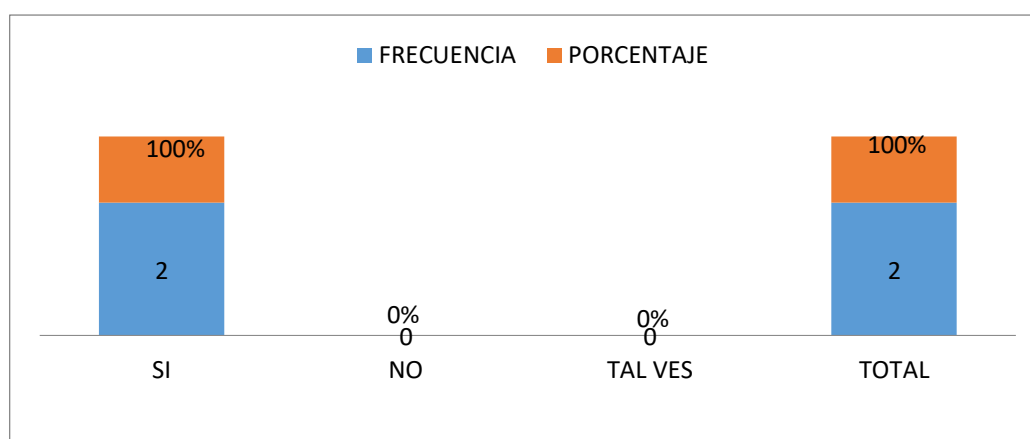 FRECUENCIA PORCENTAJE
100% 100%
2 2
0% 0%
0 0
SI NO TAL VES TOTAL